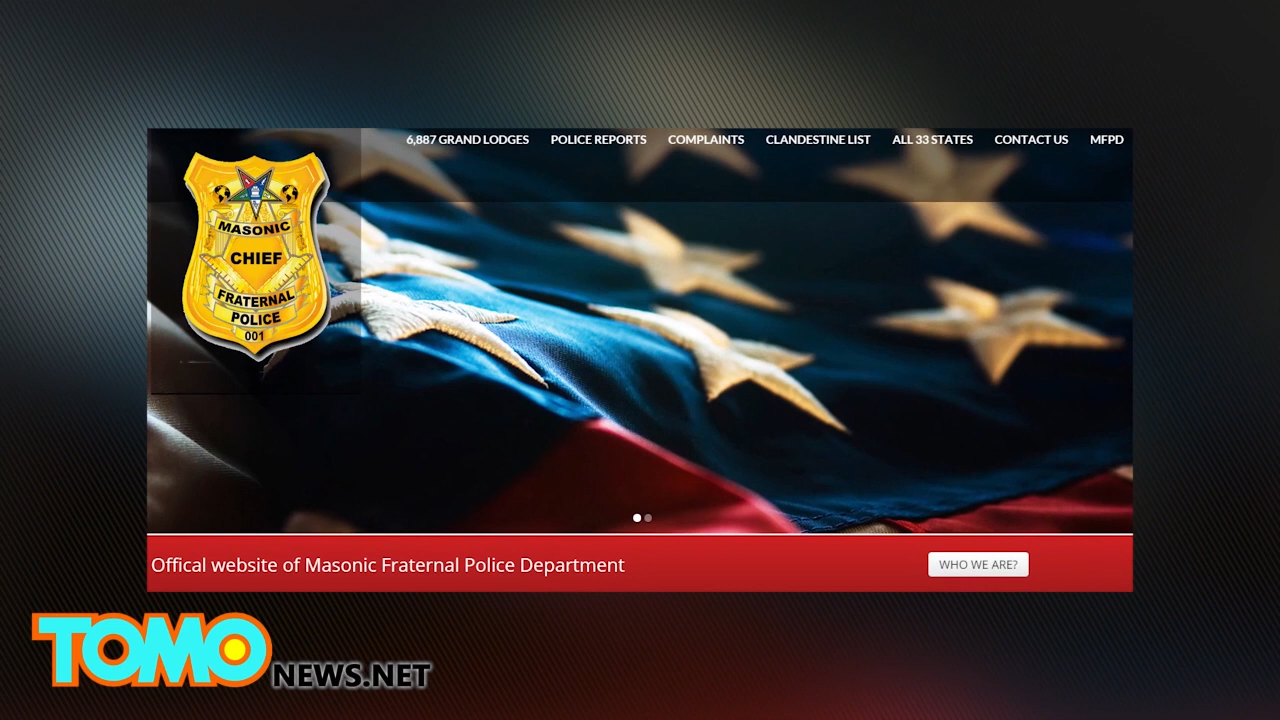 6,887 GRAND LODGES POLICE REPORTS COMPLAINTS CLANDESTINE LIST ALL 33 STATES CONTACT US MFPD
MASONIC
CHIEF
FRATERNAL
POLICE
001
Offical website of Masonic Fraternal Police Department
WHO WE ARE?
TOMO
NEWS.NET